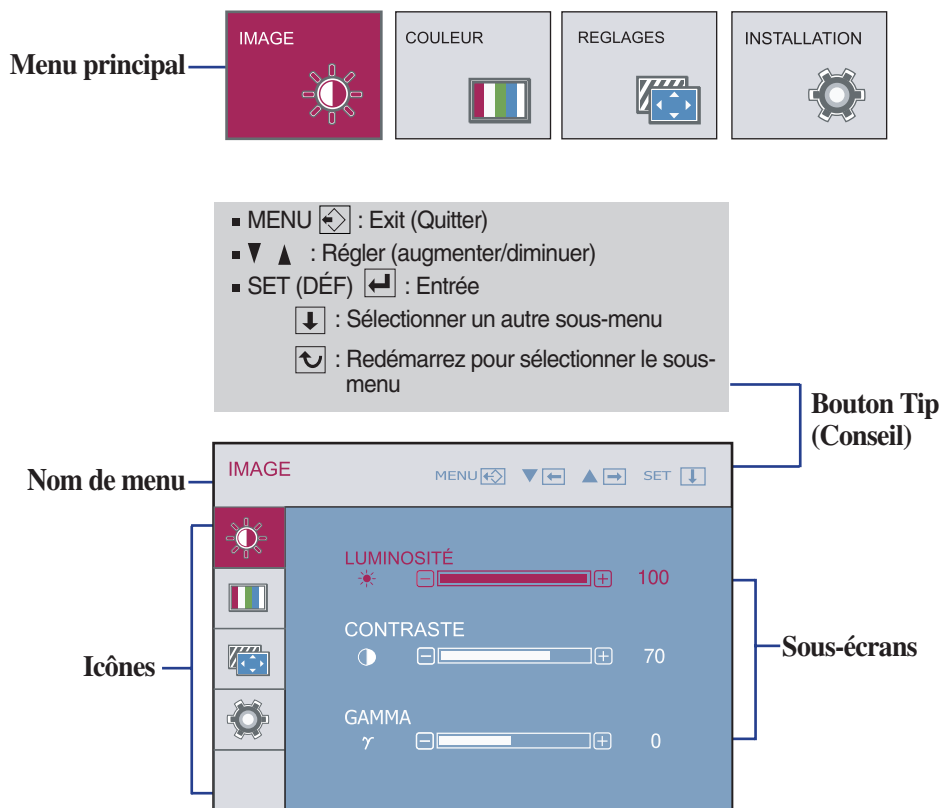 IMAGE
COULEUR
REGLAGES
INSTALLATION
Menu principal
MENU : Exit (Quitter)
▼ ▲ : Régler (augmenter/diminuer)
SET (DÉF) : Entrée
: Sélectionner un autre sous-menu
: Redémarrez pour sélectionner le sous-
menu
Bouton Tip
(Conseil)
Nom de menu
IMAGE
MENU ▼ ▲ SET
LUMINOSITÉ
100
CONTRASTE
70
Icônes
Sous-écrans
GAMMA
γ 0